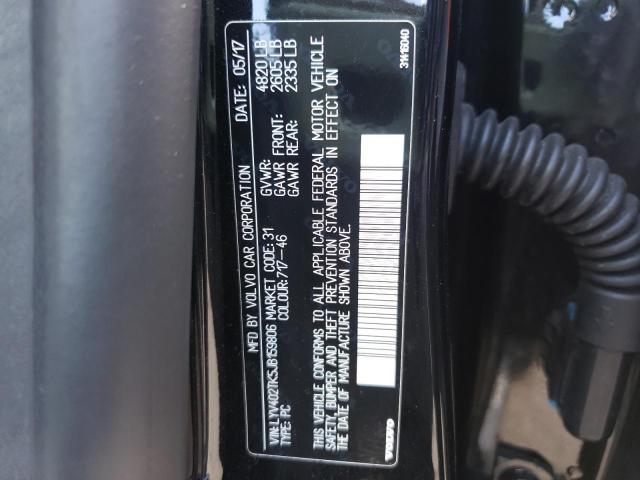 MFD BY VOLVO CAR CORPORATION DATE: 05/17
VIN: LYV402TK5JB159806 MARKET CODE: 31 GVWR: 4820 LB
TYPE: PC COLOUR: 717-46 GAWR FRONT: 2605 LB
GAWR REAR: 2335 LB
THIS VEHICLE CONFORMS TO ALL APPLICABLE FEDERAL MOTOR VEHICLE
SAFETY, BUMPER AND THEFT PREVENTION STANDARDS IN EFFECT ON
THE DATE OF MANUFACTURE SHOWN ABOVE.
VOLVO 31416040